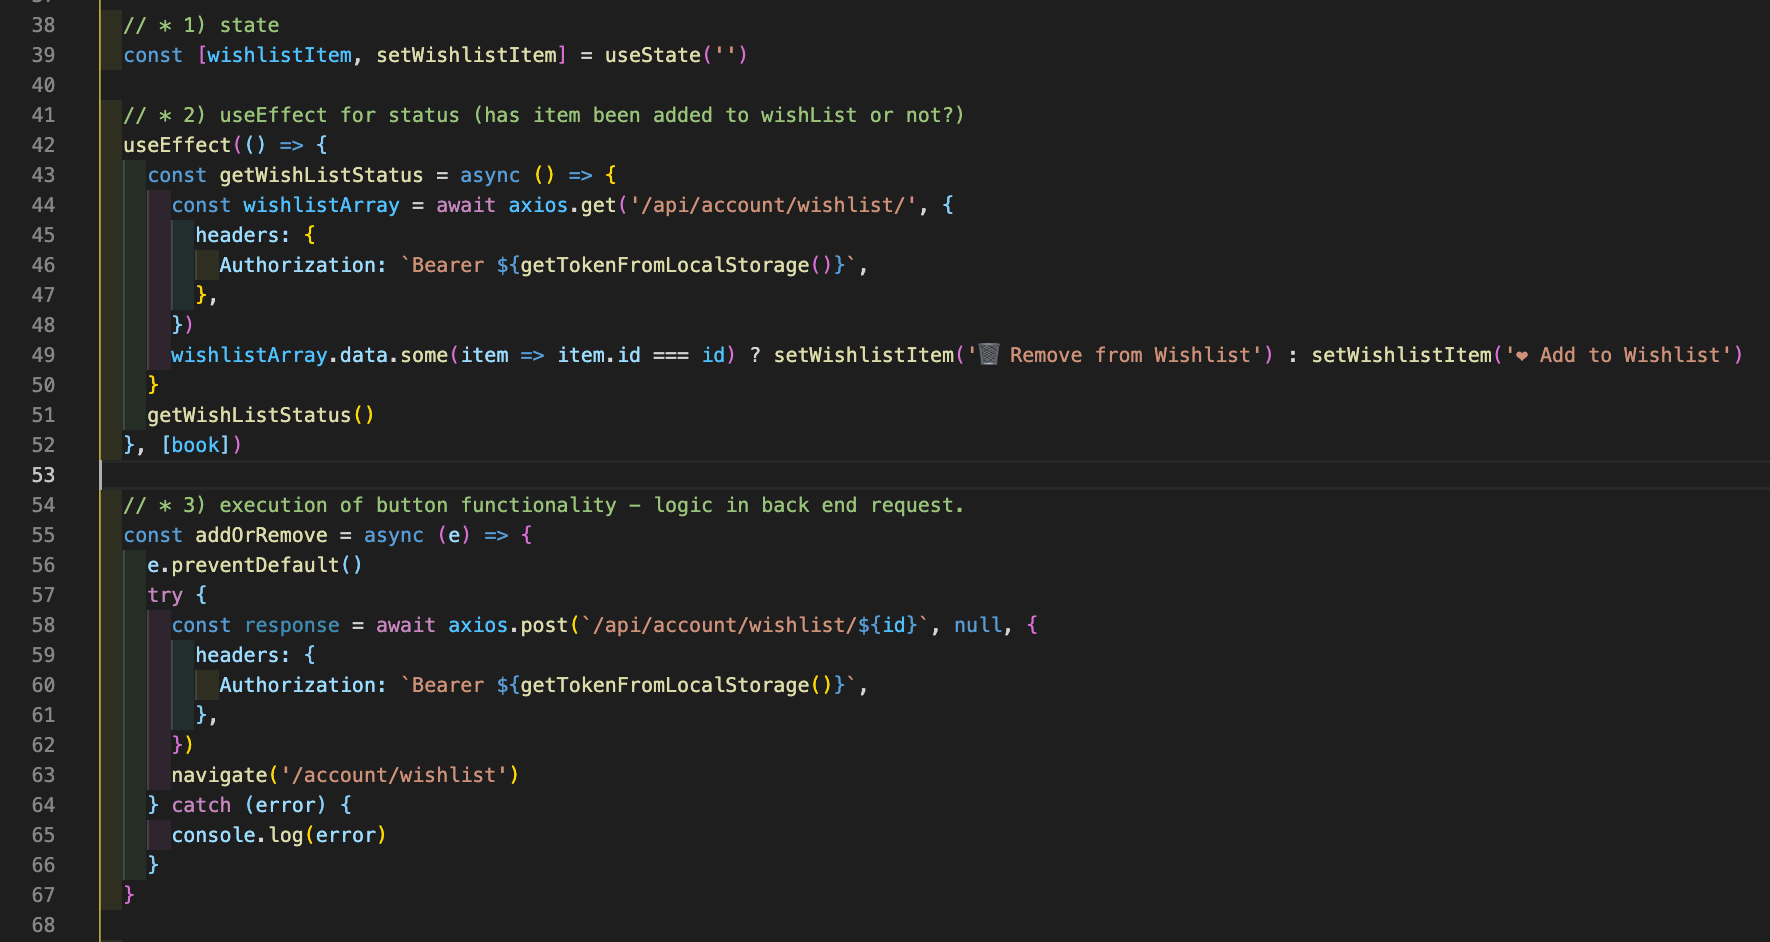 38 // * 1) state
39 const [wishlistItem, setWishlistItem] = useState('')
40
41 // * 2) useEffect for status (has item been added to wishList or not?)
42 useEffect(() => {
43 const getWishListStatus = async () => {
44 const wishlistArray = await axios.get('/api/account/wishlist/', {
45 headers: {
46 Authorization: `Bearer ${getTokenFromLocalStorage()}`,
47 },
48 })
49 wishlistArray.data.some(item => item.id === id) ? setWishlistItem('🗑 Remove from Wishlist') : setWishlistItem('❤ Add to Wishlist')
50 }
51 getWishListStatus()
52 }, [book])
53
54 // * 3) execution of button functionality – logic in back end request.
55 const addOrRemove = async (e) => {
56 e.preventDefault()
57 try {
58 const response = await axios.post(`/api/account/wishlist/${id}`, null, {
59 headers: {
60 Authorization: `Bearer ${getTokenFromLocalStorage()}`,
61 },
62 })
63 navigate('/account/wishlist')
64 } catch (error) {
65 console.log(error)
66 }
67 }
68